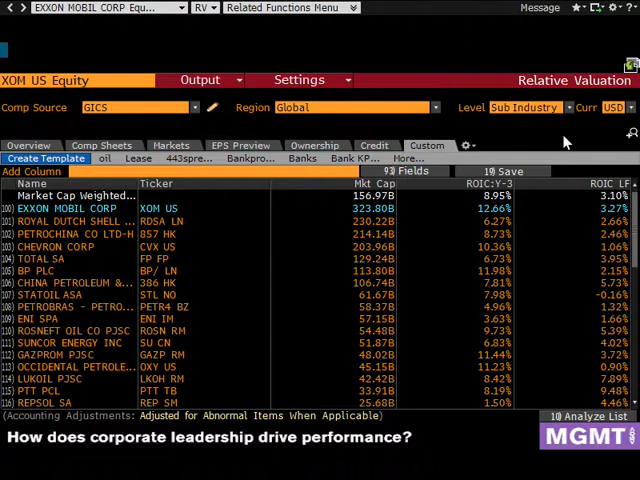 EXXON MOBIL CORP Equ... RV Related Functions Menu Message
XOM US Equity Output Settings Relative Valuation
Comp Source GICS Region Global Level Sub Industry Curr USD
Overview Comp Sheets Markets EPS Preview Ownership Credit Custom
Create Template oil Lease 443spre... Bankpro... Banks Bank KP... More...
Add Column 93) Fields 19) Save
Name Ticker Mkt Cap ROIC:Y-3 ROIC LF
Market Cap Weighted... 156.97B 8.95% 3.10%
100) EXXON MOBIL CORP XOM US 323.80B 12.66% 3.27%
101) ROYAL DUTCH SHELL ... RDSA LN 230.22B 6.27% 2.66%
102) PETROCHINA CO LTD-H 857 HK 214.14B 8.73% 2.46%
103) CHEVRON CORP CVX US 203.96B 10.36% 1.06%
104) TOTAL SA FP FP 129.24B 6.73% 3.95%
105) BP PLC BP/ LN 113.80B 11.98% 2.15%
106) CHINA PETROLEUM &... 386 HK 106.74B 7.81% 5.73%
107) STATOIL ASA STL NO 61.67B 7.98% -0.16%
108) PETROBRAS - PETRO... PETR4 BZ 58.37B 4.96% 1.32%
109) ENI SPA ENI IM 57.15B 3.63% 1.66%
110) ROSNEFT OIL CO PJSC ROSN RM 54.48B 9.73% 5.39%
111) SUNCOR ENERGY INC SU CN 51.87B 6.83% 4.02%
112) GAZPROM PJSC GAZP RM 48.02B 11.44% 3.72%
113) OCCIDENTAL PETROLE... OXY US 45.15B 11.23% 0.90%
114) LUKOIL PJSC LKOH RM 42.42B 8.42% 7.89%
115) PTT PCL PTT TB 33.91B 8.19% 9.48%
116) REPSOL SA REP SM 25.68B 1.50% 4.46%
(Accounting Adjustments: Adjusted for Abnormal Items When Applicable) 10) Analyze List
How does corporate leadership drive performance? MGMT